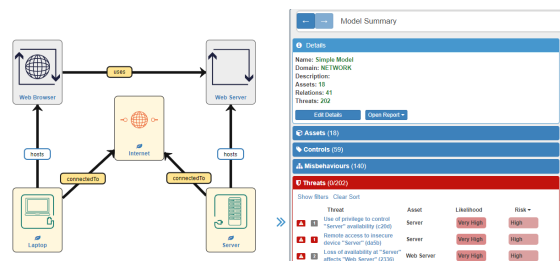 Web Browser
uses
Web Server
Internet
hosts
hosts
connectedTo
connectedTo
Laptop
Server
Model Summary
Details
Name: Simple Model
Domain: NETWORK
Description:
Assets: 18
Relations: 41
Threats: 202
Edit Details
Open Report
Assets (18)
Controls (59)
Misbehaviours (140)
Threats (0/202)
Show filters Clear Sort
Threat Asset Likelihood Risk
Use of privilege to control
"Server" availability (c20d) Server Very High High
Remote access to insecure
device "Server" (da5b) Server Very High High
Loss of availability at "Server"
affects "Web Server" (2336) Web Server Very High High